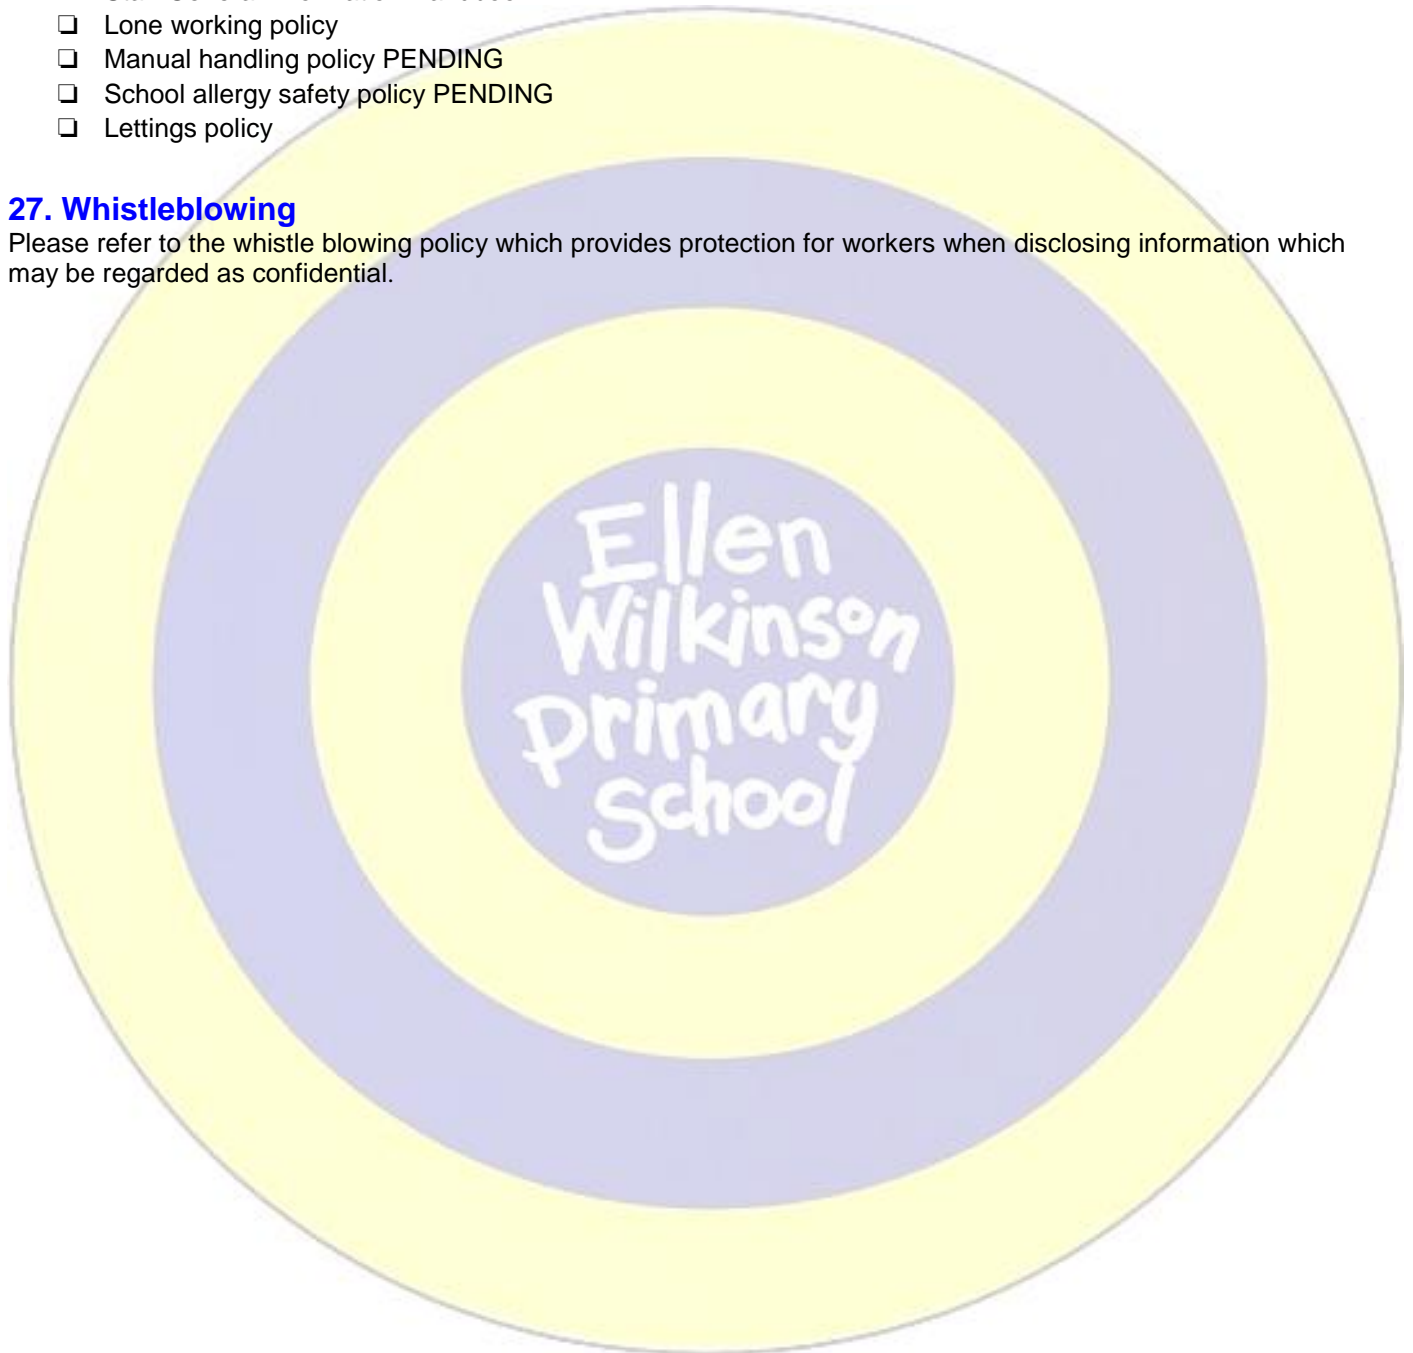 ❑ Lone working policy
❑ Manual handling policy PENDING
❑ School allergy safety policy PENDING
❑ Lettings policy
27. Whistleblowing
Please refer to the whistle blowing policy which provides protection for workers when disclosing information which
may be regarded as confidential.
Ellen
Wilkinson
Primary
School